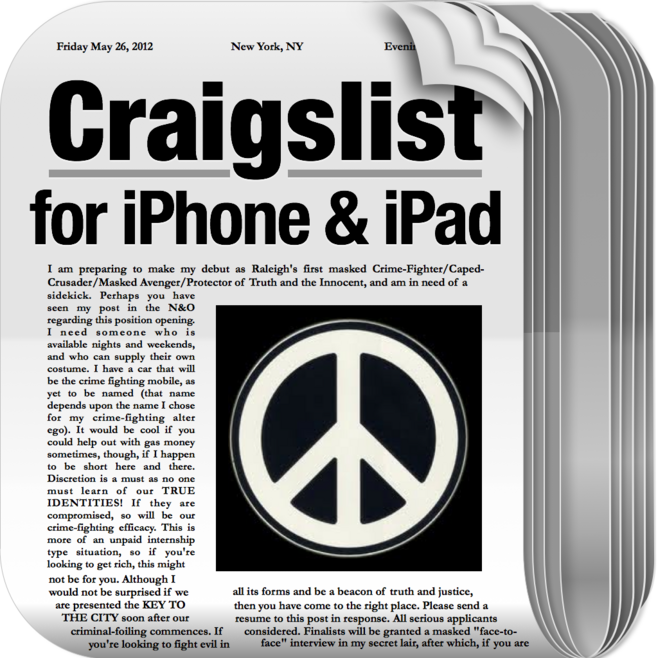 Friday May 26, 2012
New York, NY
Craigslist
for iPhone & iPad
I am preparing to make my debut as Raleigh's first masked Crime-Fighter/Caped-
Crusader/Masked Avenger/Protector of Truth and the Innocent, and am in need of a
sidekick. Perhaps you have
seen my post in the N&O
regarding this position opening.
I need someone who is
available nights and weekends,
and who can supply their own
costume. I have a car that will
be the crime fighting mobile, as
yet to be named (that name
depends upon the name I chose
for my crime-fighting alter
ego). It would be cool if you
could help out with gas money
sometimes, though, if I happen
to be short here and there.
Discretion is a must as no one
must learn of our TRUE
IDENTITIES! If they are
compromised, so will be our
crime-fighting efficacy. This is
more of an unpaid internship
type situation, so if you're
looking to get rich, this might
not be for you. Although I
would not be surprised if we
are presented the KEY TO
THE CITY soon after our
criminal-foiling commences. If
you're looking to fight evil in
all its forms and be a beacon of truth and justice,
then you have come to the right place. Please send a
resume to this post in response. All serious applicants
considered. Finalists will be granted a masked "face-to-
face" interview in my secret lair, after which, if you are